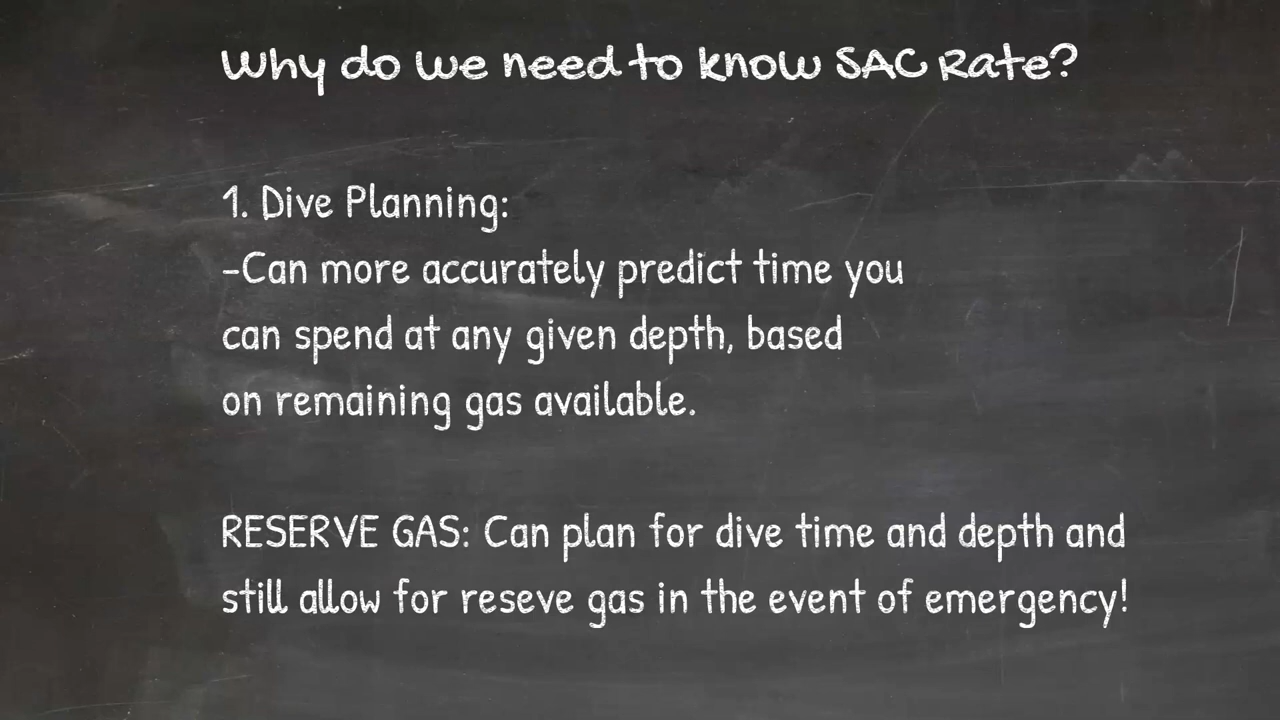 Why do we need to know SAC Rate?
1. Dive Planning:
-Can more accurately predict time you
can spend at any given depth, based
on remaining gas available.
RESERVE GAS: Can plan for dive time and depth and
still allow for reseve gas in the event of emergency!